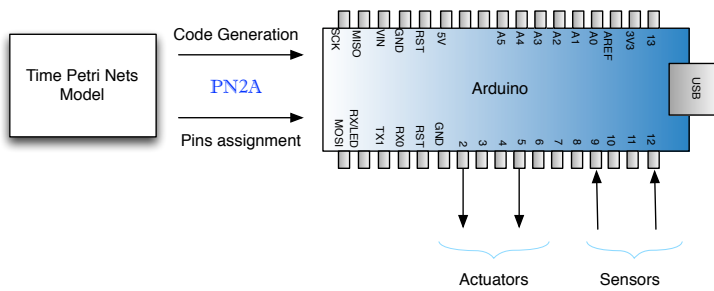 Code Generation
Time Petri Nets
Model
PN2A
Pins assignment
SCK
MISO
VIN
GND
RST
5V
A5
A4
A3
A2
A1
A0
AREF
3V3
13
Arduino
USB
MOSI
RX/LED
TX1
RX0
RST
GND
2
3
4
5
6
7
8
9
10
11
12
Actuators
Sensors